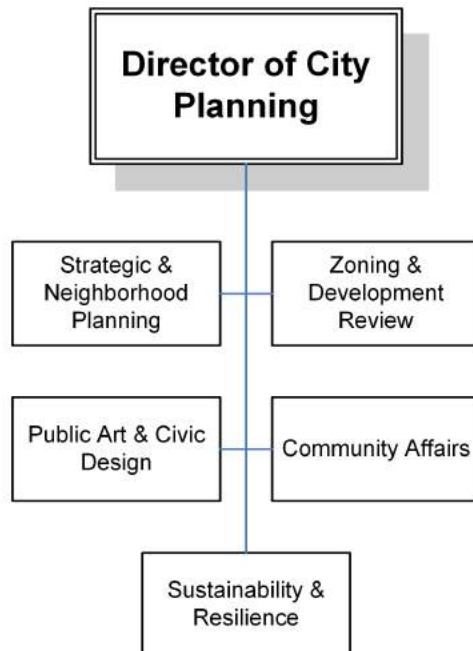 Director of City
Planning
Strategic &
Neighborhood
Planning
Zoning &
Development
Review
Public Art & Civic
Design
Community Affairs
Sustainability &
Resilience